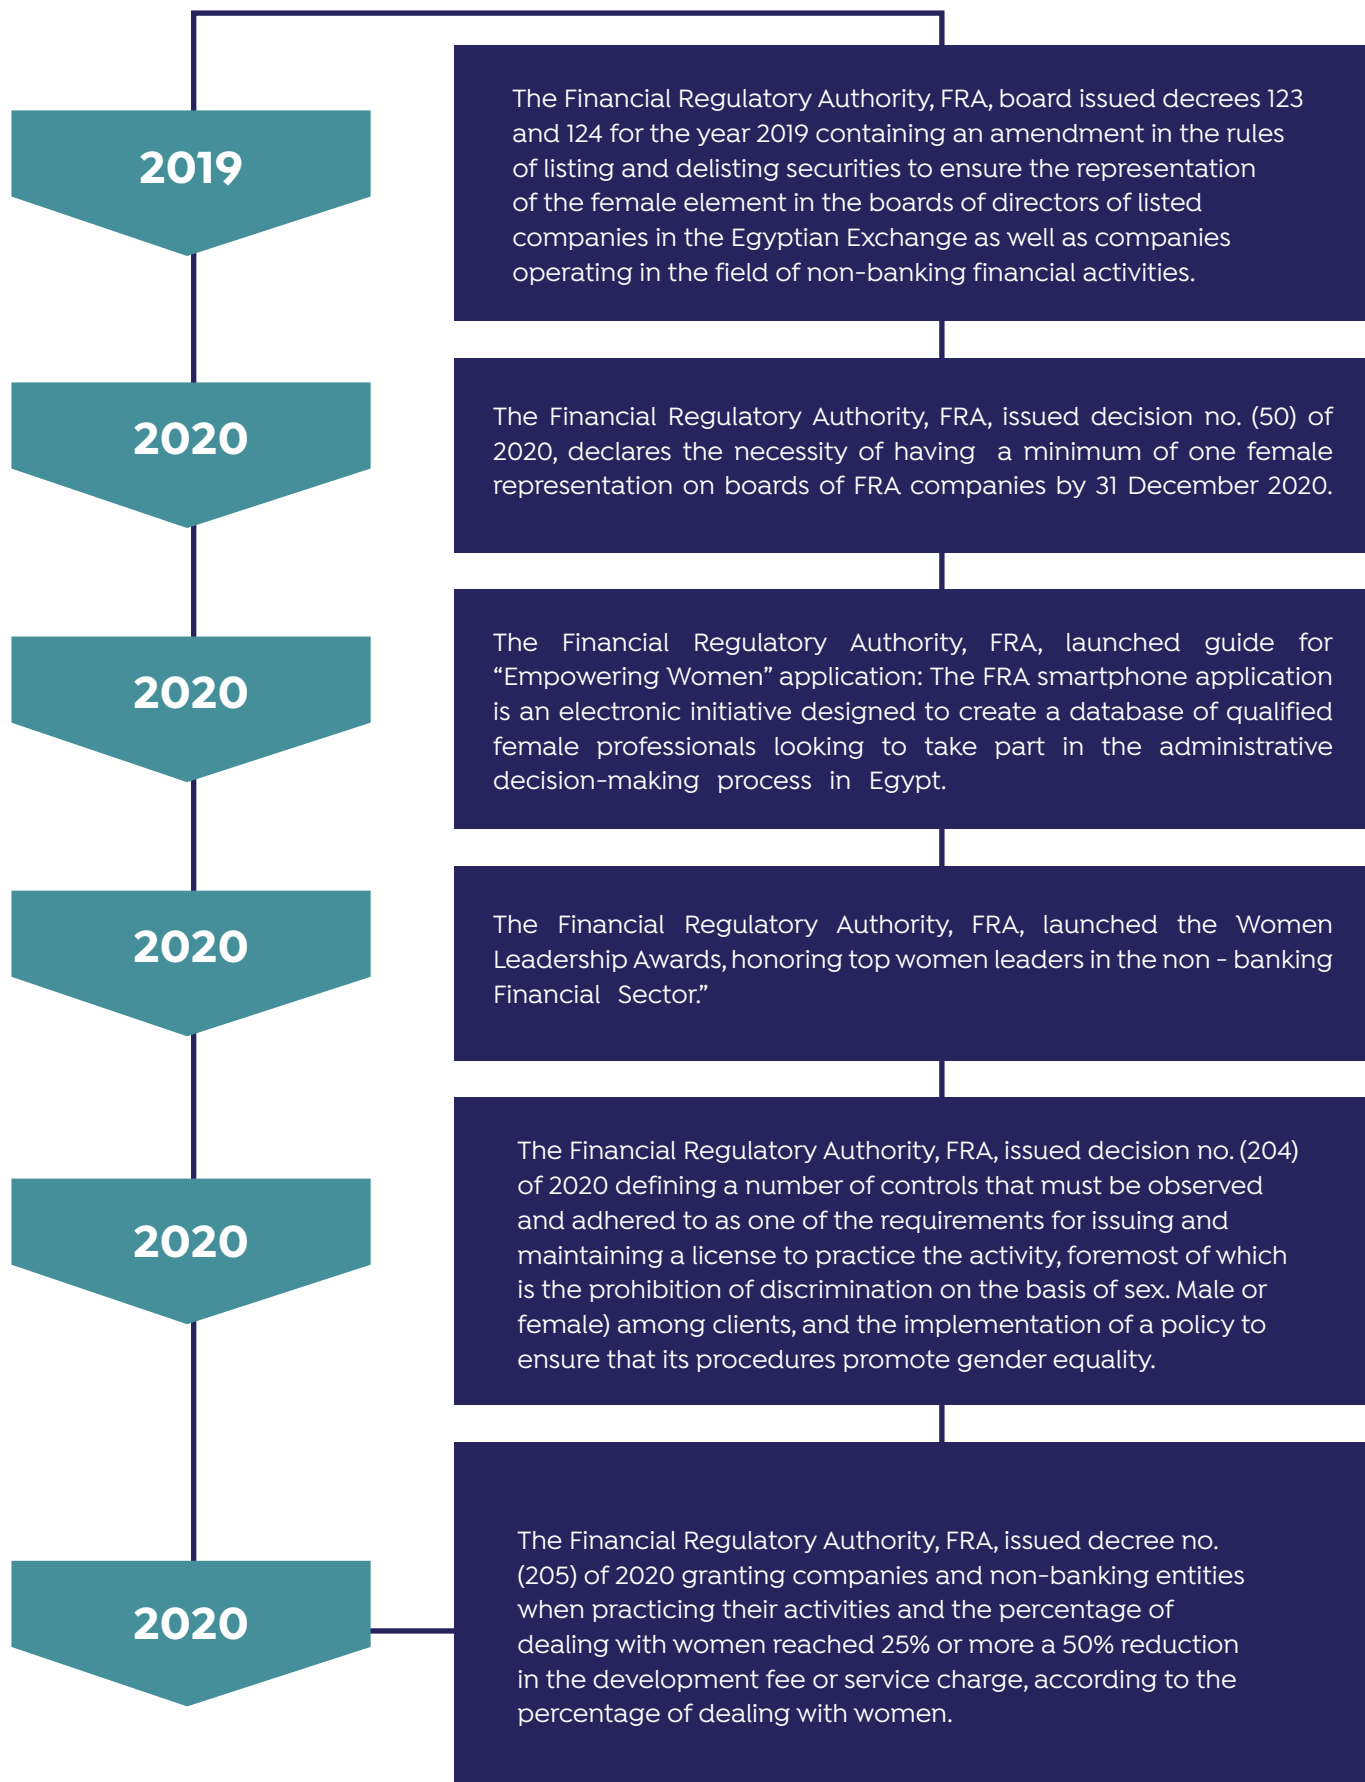 2019
The Financial Regulatory Authority, FRA, board issued decrees 123
and 124 for the year 2019 containing an amendment in the rules
of listing and delisting securities to ensure the representation
of the female element in the boards of directors of listed
companies in the Egyptian Exchange as well as companies
operating in the field of non-banking financial activities.
2020
The Financial Regulatory Authority, FRA, issued decision no. (50) of
2020, declares the necessity of having a minimum of one female
representation on boards of FRA companies by 31 December 2020.
2020
The Financial Regulatory Authority, FRA, launched guide for
“Empowering Women” application: The FRA smartphone application
is an electronic initiative designed to create a database of qualified
female professionals looking to take part in the administrative
decision-making process in Egypt.
2020
The Financial Regulatory Authority, FRA, launched the Women
Leadership Awards, honoring top women leaders in the non - banking
Financial Sector.”
2020
The Financial Regulatory Authority, FRA, issued decision no. (204)
of 2020 defining a number of controls that must be observed
and adhered to as one of the requirements for issuing and
maintaining a license to practice the activity, foremost of which
is the prohibition of discrimination on the basis of sex. Male or
female) among clients, and the implementation of a policy to
ensure that its procedures promote gender equality.
2020
The Financial Regulatory Authority, FRA, issued decree no.
(205) of 2020 granting companies and non-banking entities
when practicing their activities and the percentage of
dealing with women reached 25% or more a 50% reduction
in the development fee or service charge, according to the
percentage of dealing with women.